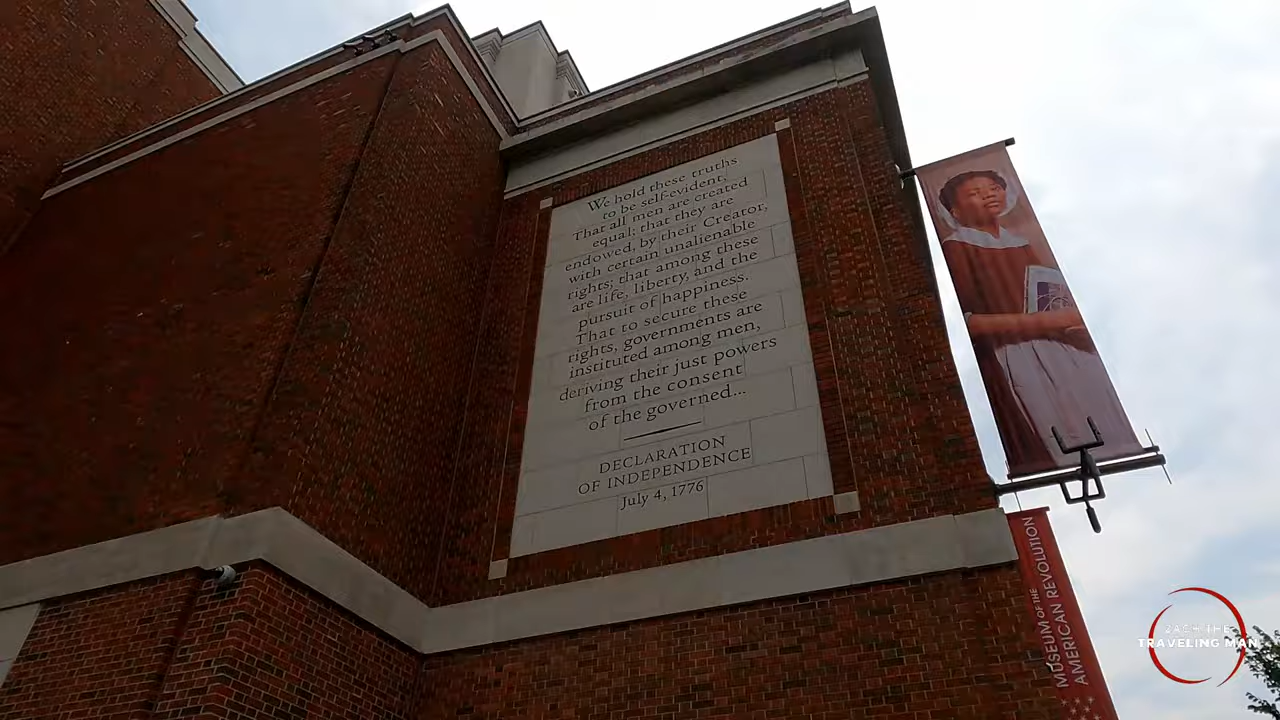 We hold these truths
to be self-evident,
That all men are created
equal; that they are
endowed, by their Creator,
with certain unalienable
rights; that among these
are life, liberty, and the
pursuit of happiness.
That to secure these
rights, governments are
instituted among men,
deriving their just powers
from the consent
of the governed...
DECLARATION
OF INDEPENDENCE
July 4, 1776
MUSEUM OF THE
AMERICAN REVOLUTION
ZACH THE
TRAVELING MAN